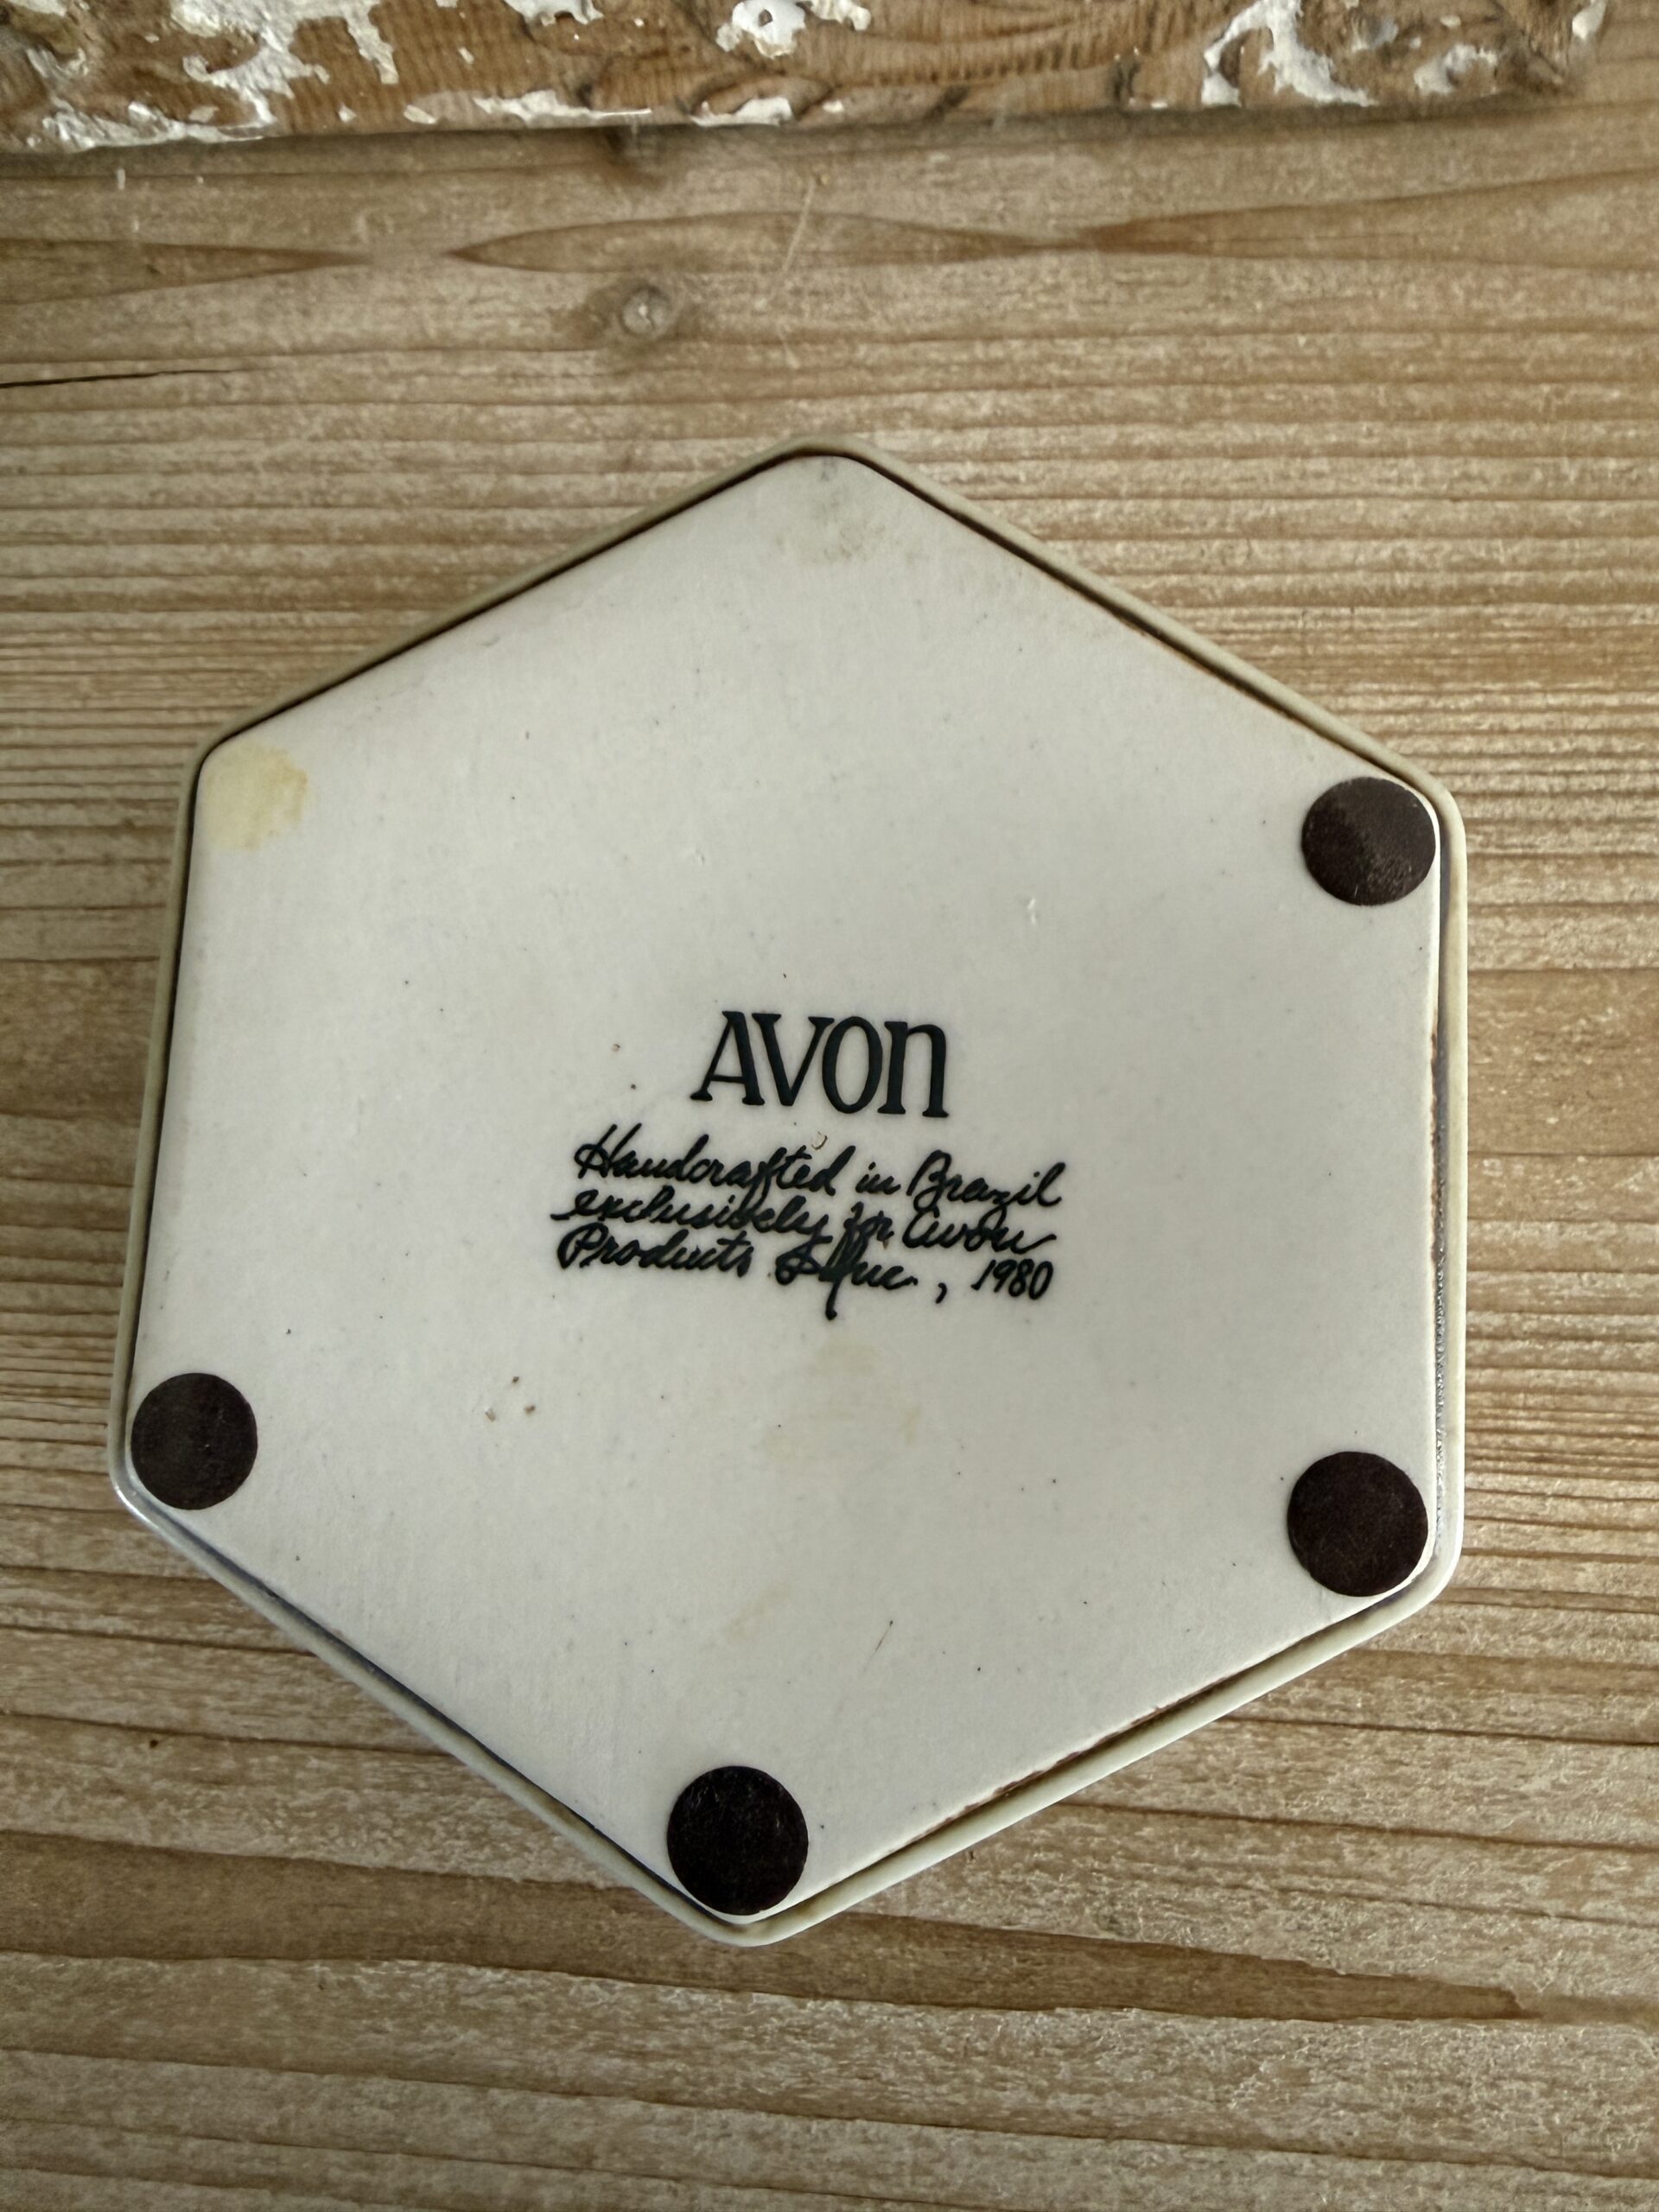 AVON
Handcrafted in Brazil
exclusively for Avon
Products Inc., 1980